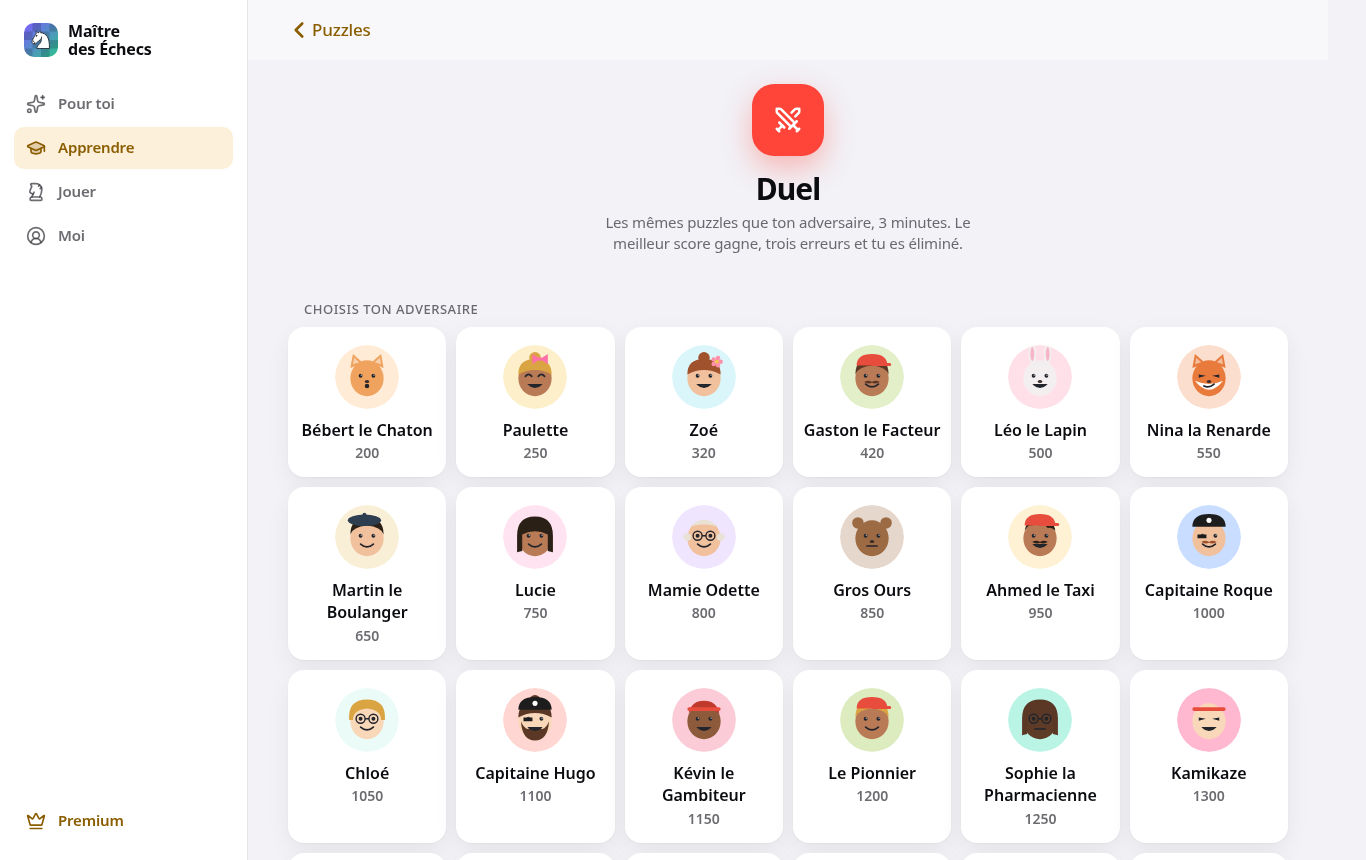 Maître
des Échecs
Pour toi
Apprendre
Jouer
Moi
Premium
Puzzles
Duel
Les mêmes puzzles que ton adversaire, 3 minutes. Le
meilleur score gagne, trois erreurs et tu es éliminé.
CHOISIS TON ADVERSAIRE
Bébert le Chaton
200
Paulette
250
Zoé
320
Gaston le Facteur
420
Léo le Lapin
500
Nina la Renarde
550
Martin le
Boulanger
650
Lucie
750
Mamie Odette
800
Gros Ours
850
Ahmed le Taxi
950
Capitaine Roque
1000
Chloé
1050
Capitaine Hugo
1100
Kévin le
Gambiteur
1150
Le Pionnier
1200
Sophie la
Pharmacienne
1250
Kamikaze
1300